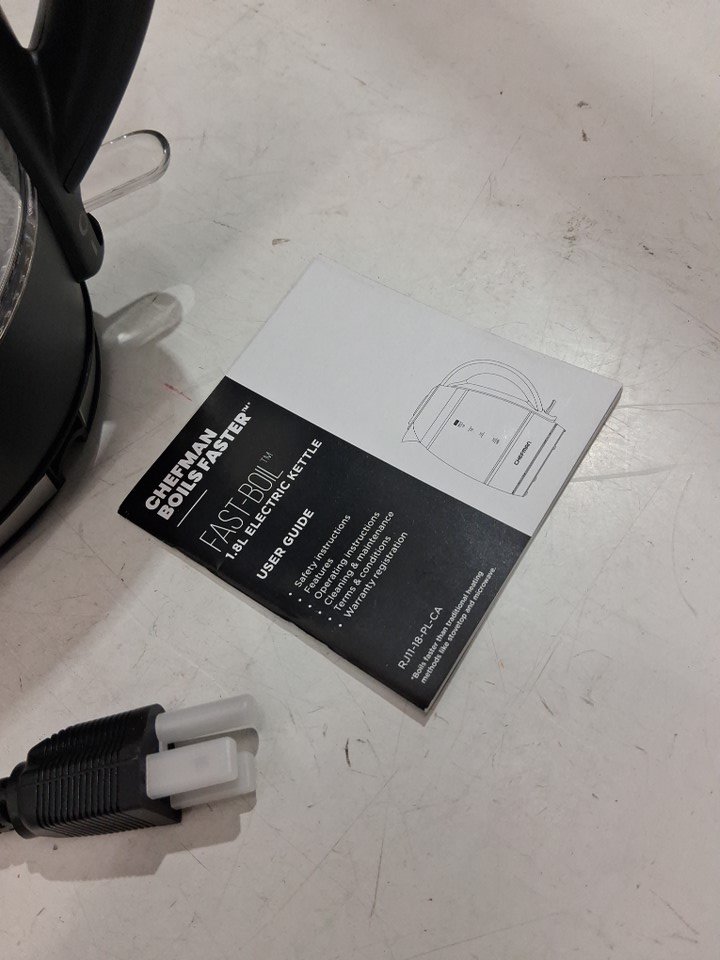 CHEFMAN
BOILS FASTER™*
FAST-BOIL™
1.8L ELECTRIC KETTLE
USER GUIDE
• Safety instructions
• Features
• Operating instructions
• Cleaning & maintenance
• Terms & conditions
• Warranty registration
RJ11-18-PL-CA
*Boils faster than traditional heating
methods like stovetop and microwave.
CHEFMAN